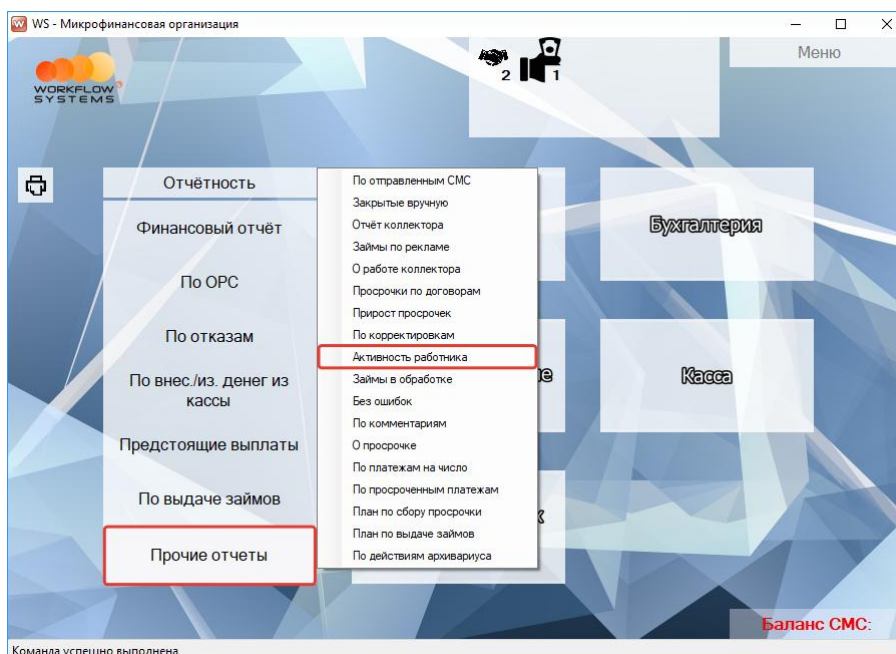 WS - Микрофинансовая организация
Меню
2
1
WORKFLOW
SYSTEMS
Отчётность
Финансовый отчёт
По ОРС
По отказам
По внес./из. денег из
кассы
Предстоящие выплаты
По выдаче займов
Прочие отчеты
По отправленным СМС
Закрытые вручную
Отчёт коллектора
Займы по рекламе
О работе коллектора
Просрочки по договорам
Прирост просрочек
По корректировкам
Активность работника
Займы в обработке
Без ошибок
По комментариям
О просрочке
По платежам на число
По просроченным платежам
План по сбору просрочки
План по выдаче займов
По действиям архивариуса
Бухгалтерия
Касса
Баланс СМС:
Команда успешно выполнена